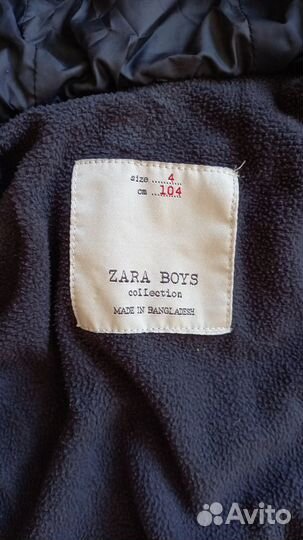 size ...... 4
cm ...... 104
ZARA BOYS
collection
MADE IN BANGLADESH
Avito